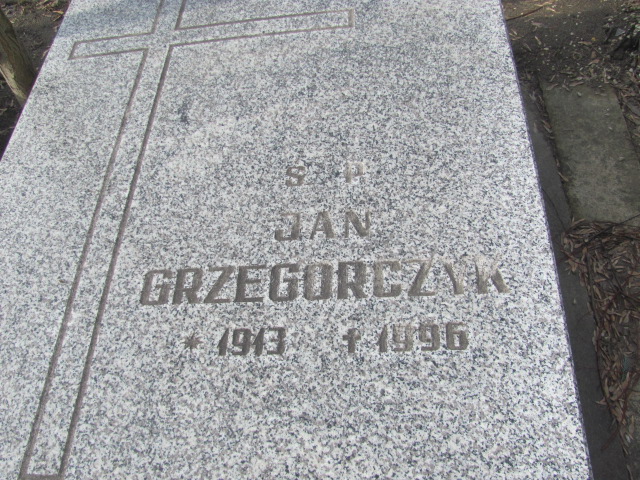 S P
JAN
GRZEGORCZYK
* 1913 † 1996